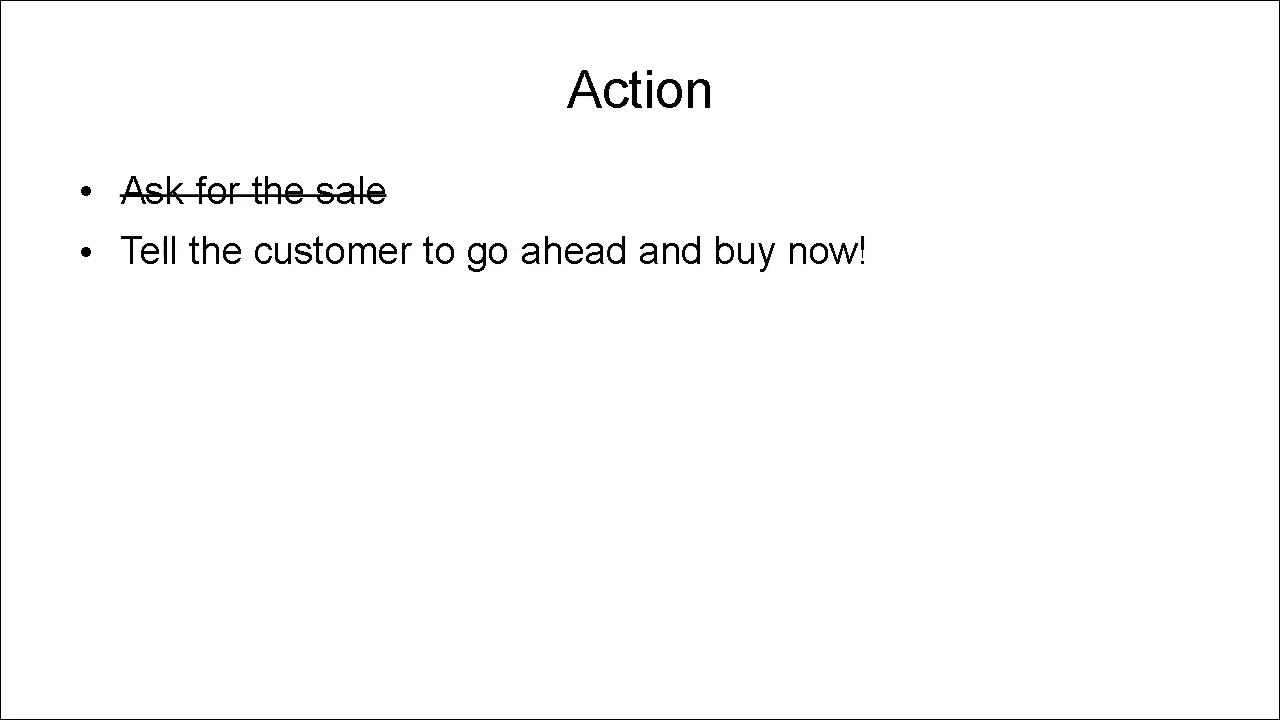 Action
• Ask for the sale
• Tell the customer to go ahead and buy now!